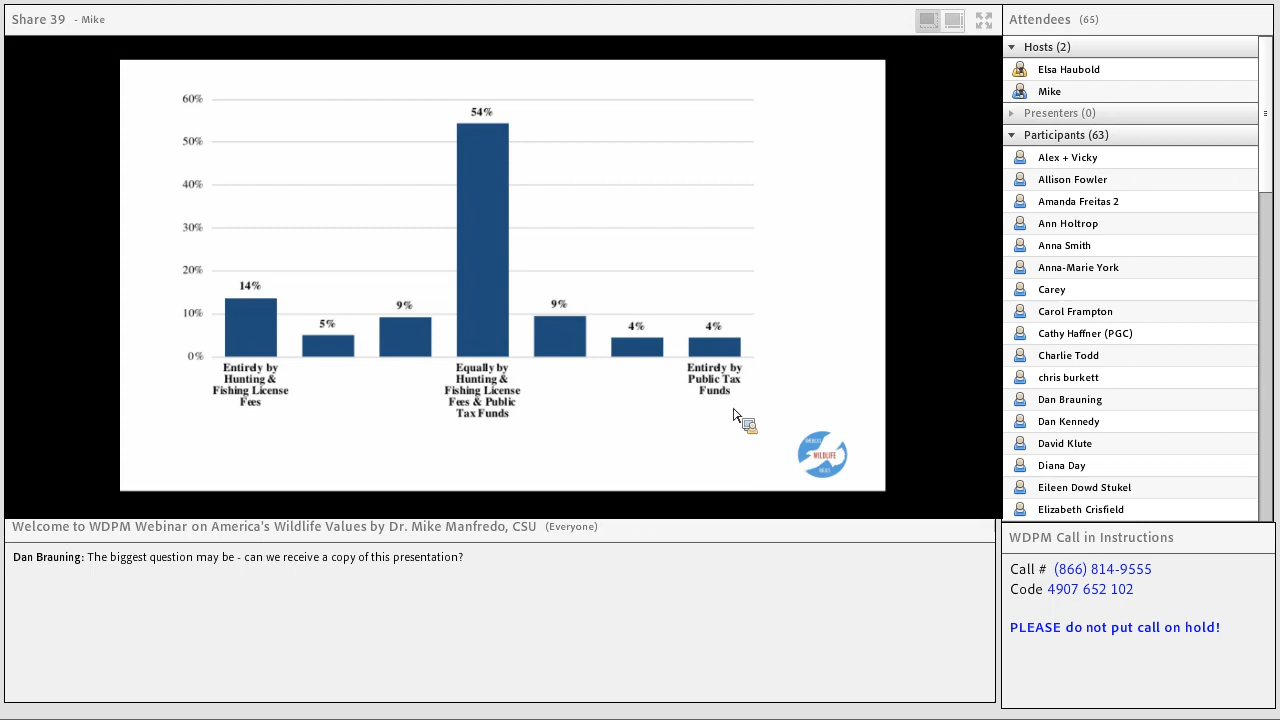 Share 39 - Mike
60%
50%
40%
30%
20%
10%
0%
14%
5%
9%
54%
9%
4%
4%
Entirely by
Hunting &
Fishing License
Fees
Equally by
Hunting &
Fishing License
Fees & Public
Tax Funds
Entirely by
Public Tax
Funds
WILDLIFE
Welcome to WDPM Webinar on America's Wildlife Values by Dr. Mike Manfredo, CSU (Everyone)
Dan Brauning: The biggest question may be - can we receive a copy of this presentation?
Attendees (65)
Hosts (2)
Elsa Haubold
Mike
Presenters (0)
Participants (63)
Alex + Vicky
Allison Fowler
Amanda Freitas 2
Ann Holtrop
Anna Smith
Anna-Marie York
Carey
Carol Frampton
Cathy Haffner (PGC)
Charlie Todd
chris burkett
Dan Brauning
Dan Kennedy
David Klute
Diana Day
Eileen Dowd Stukel
Elizabeth Crisfield
WDPM Call in Instructions
Call # (866) 814-9555
Code 4907 652 102
PLEASE do not put call on hold!